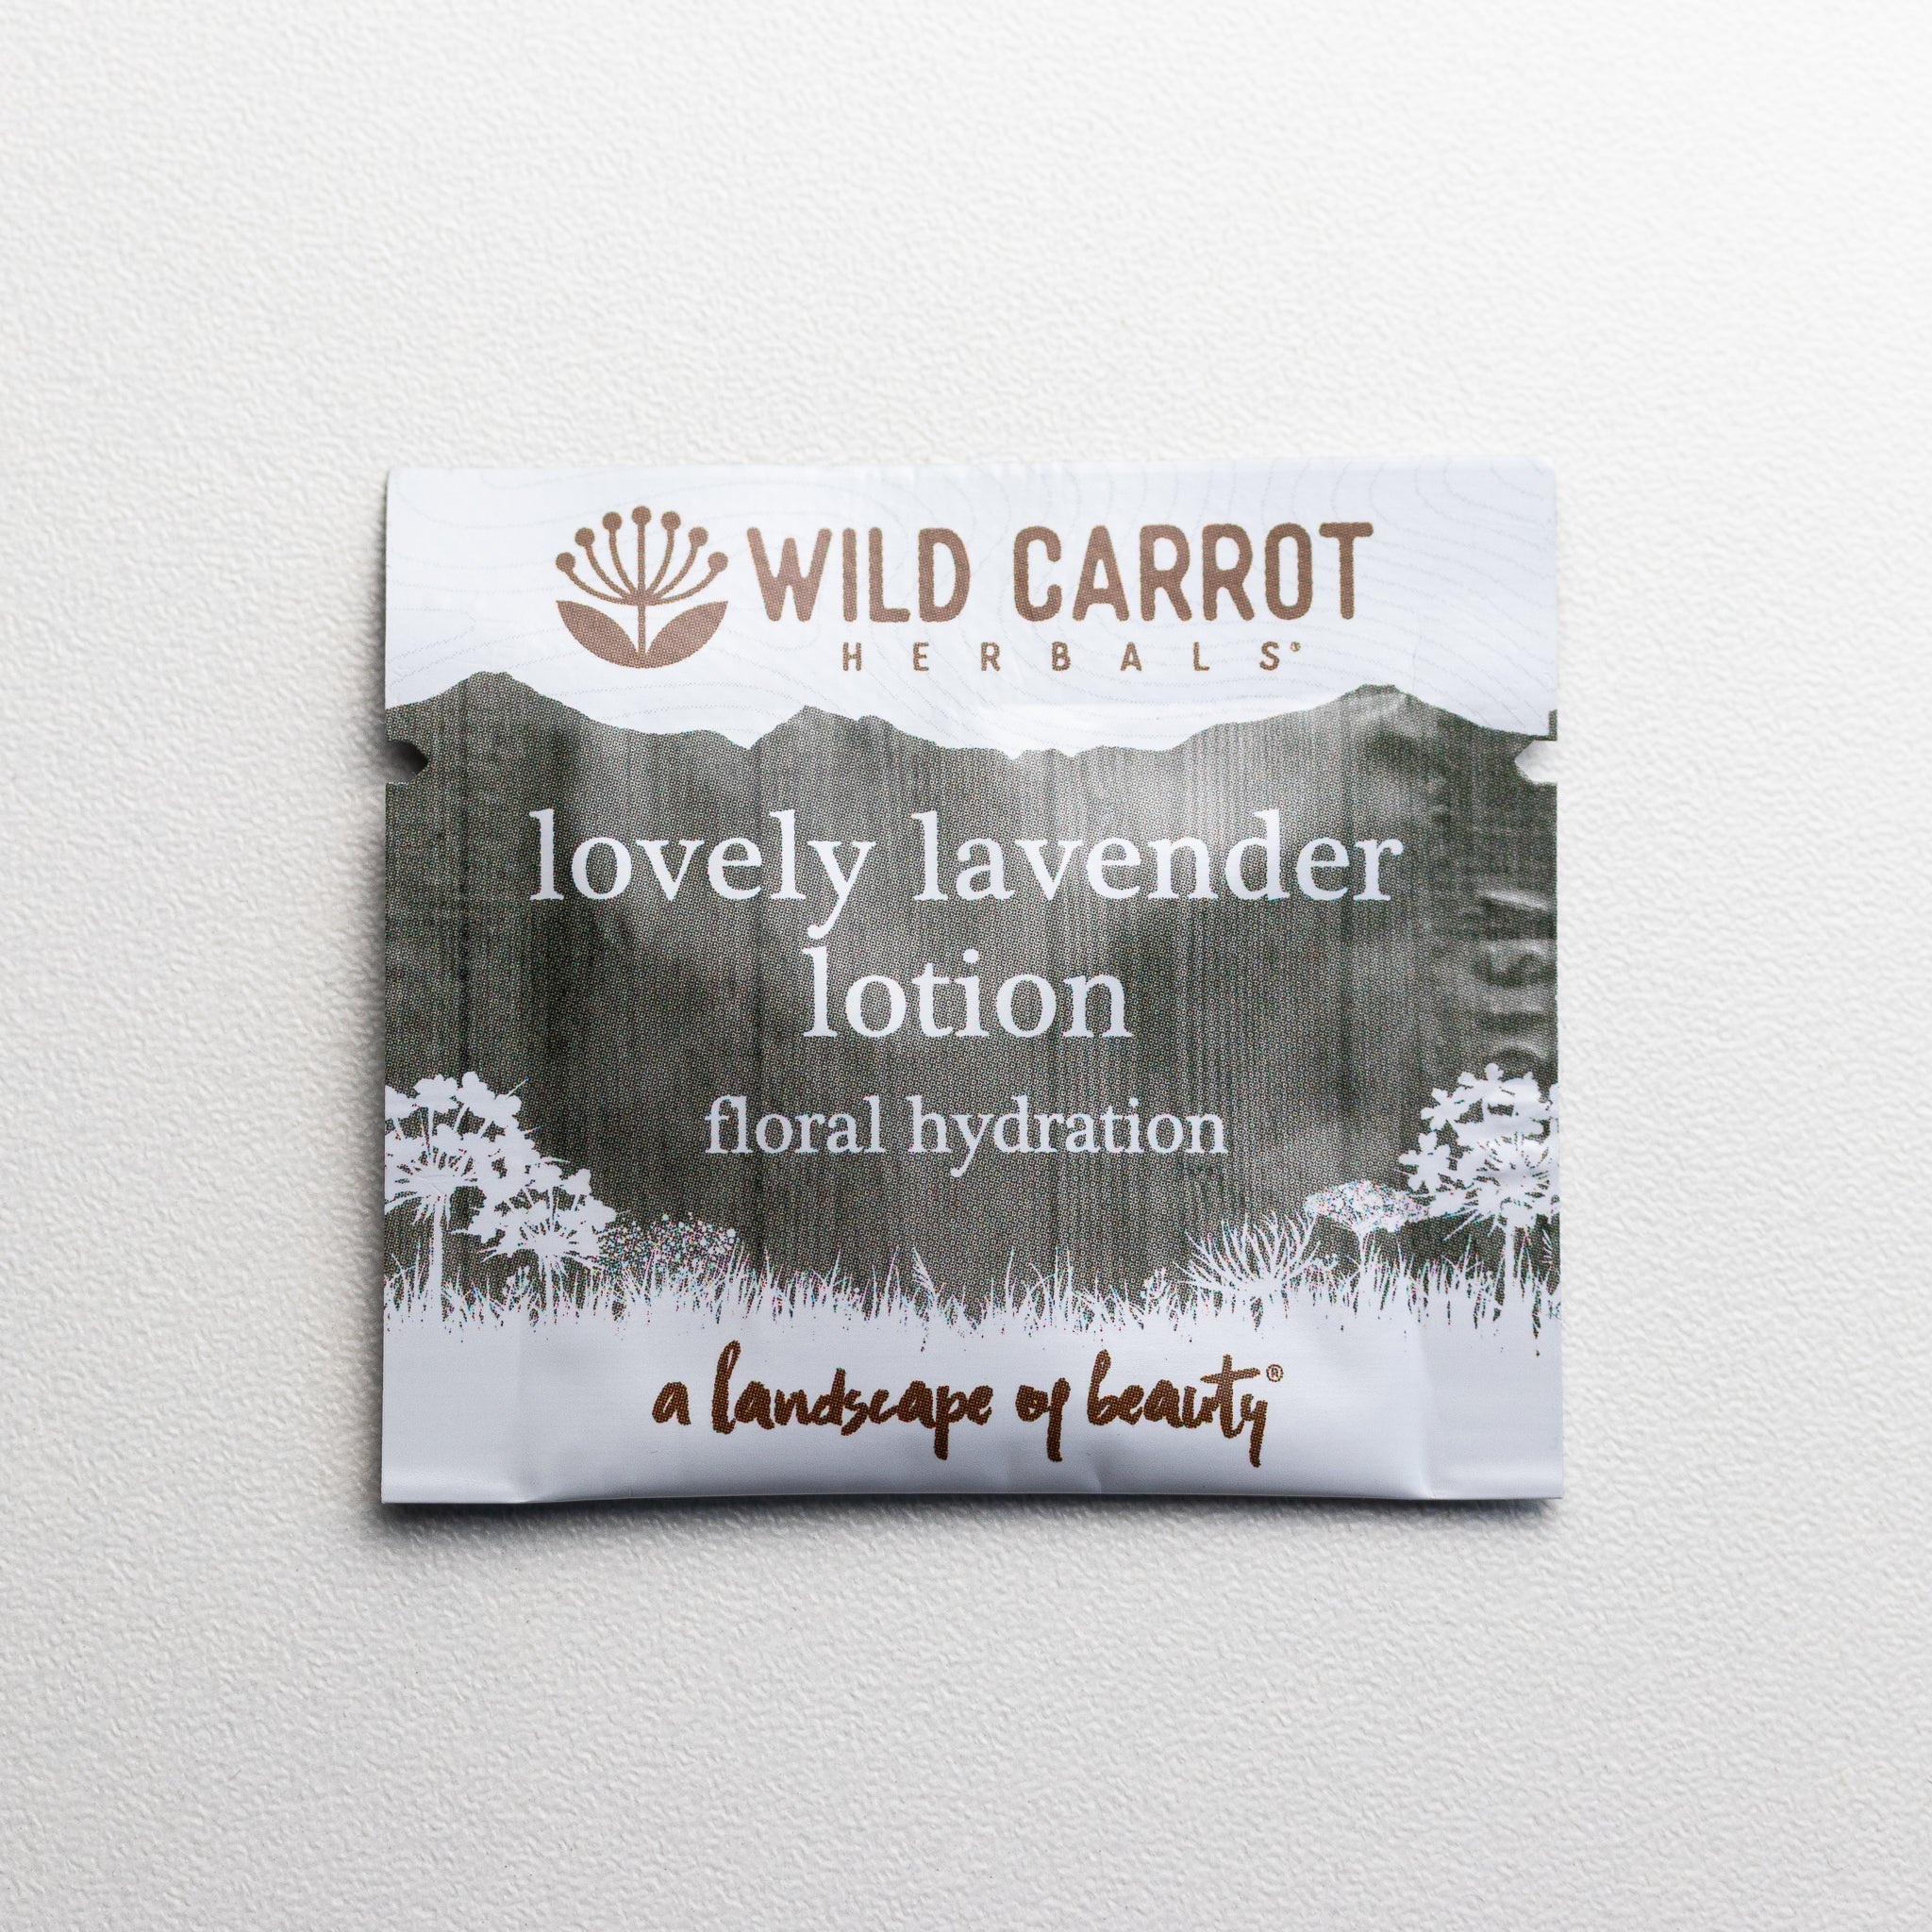 WILD CARROT
HERBALS®
lovely lavender
lotion
floral hydration
a landscape of beauty®